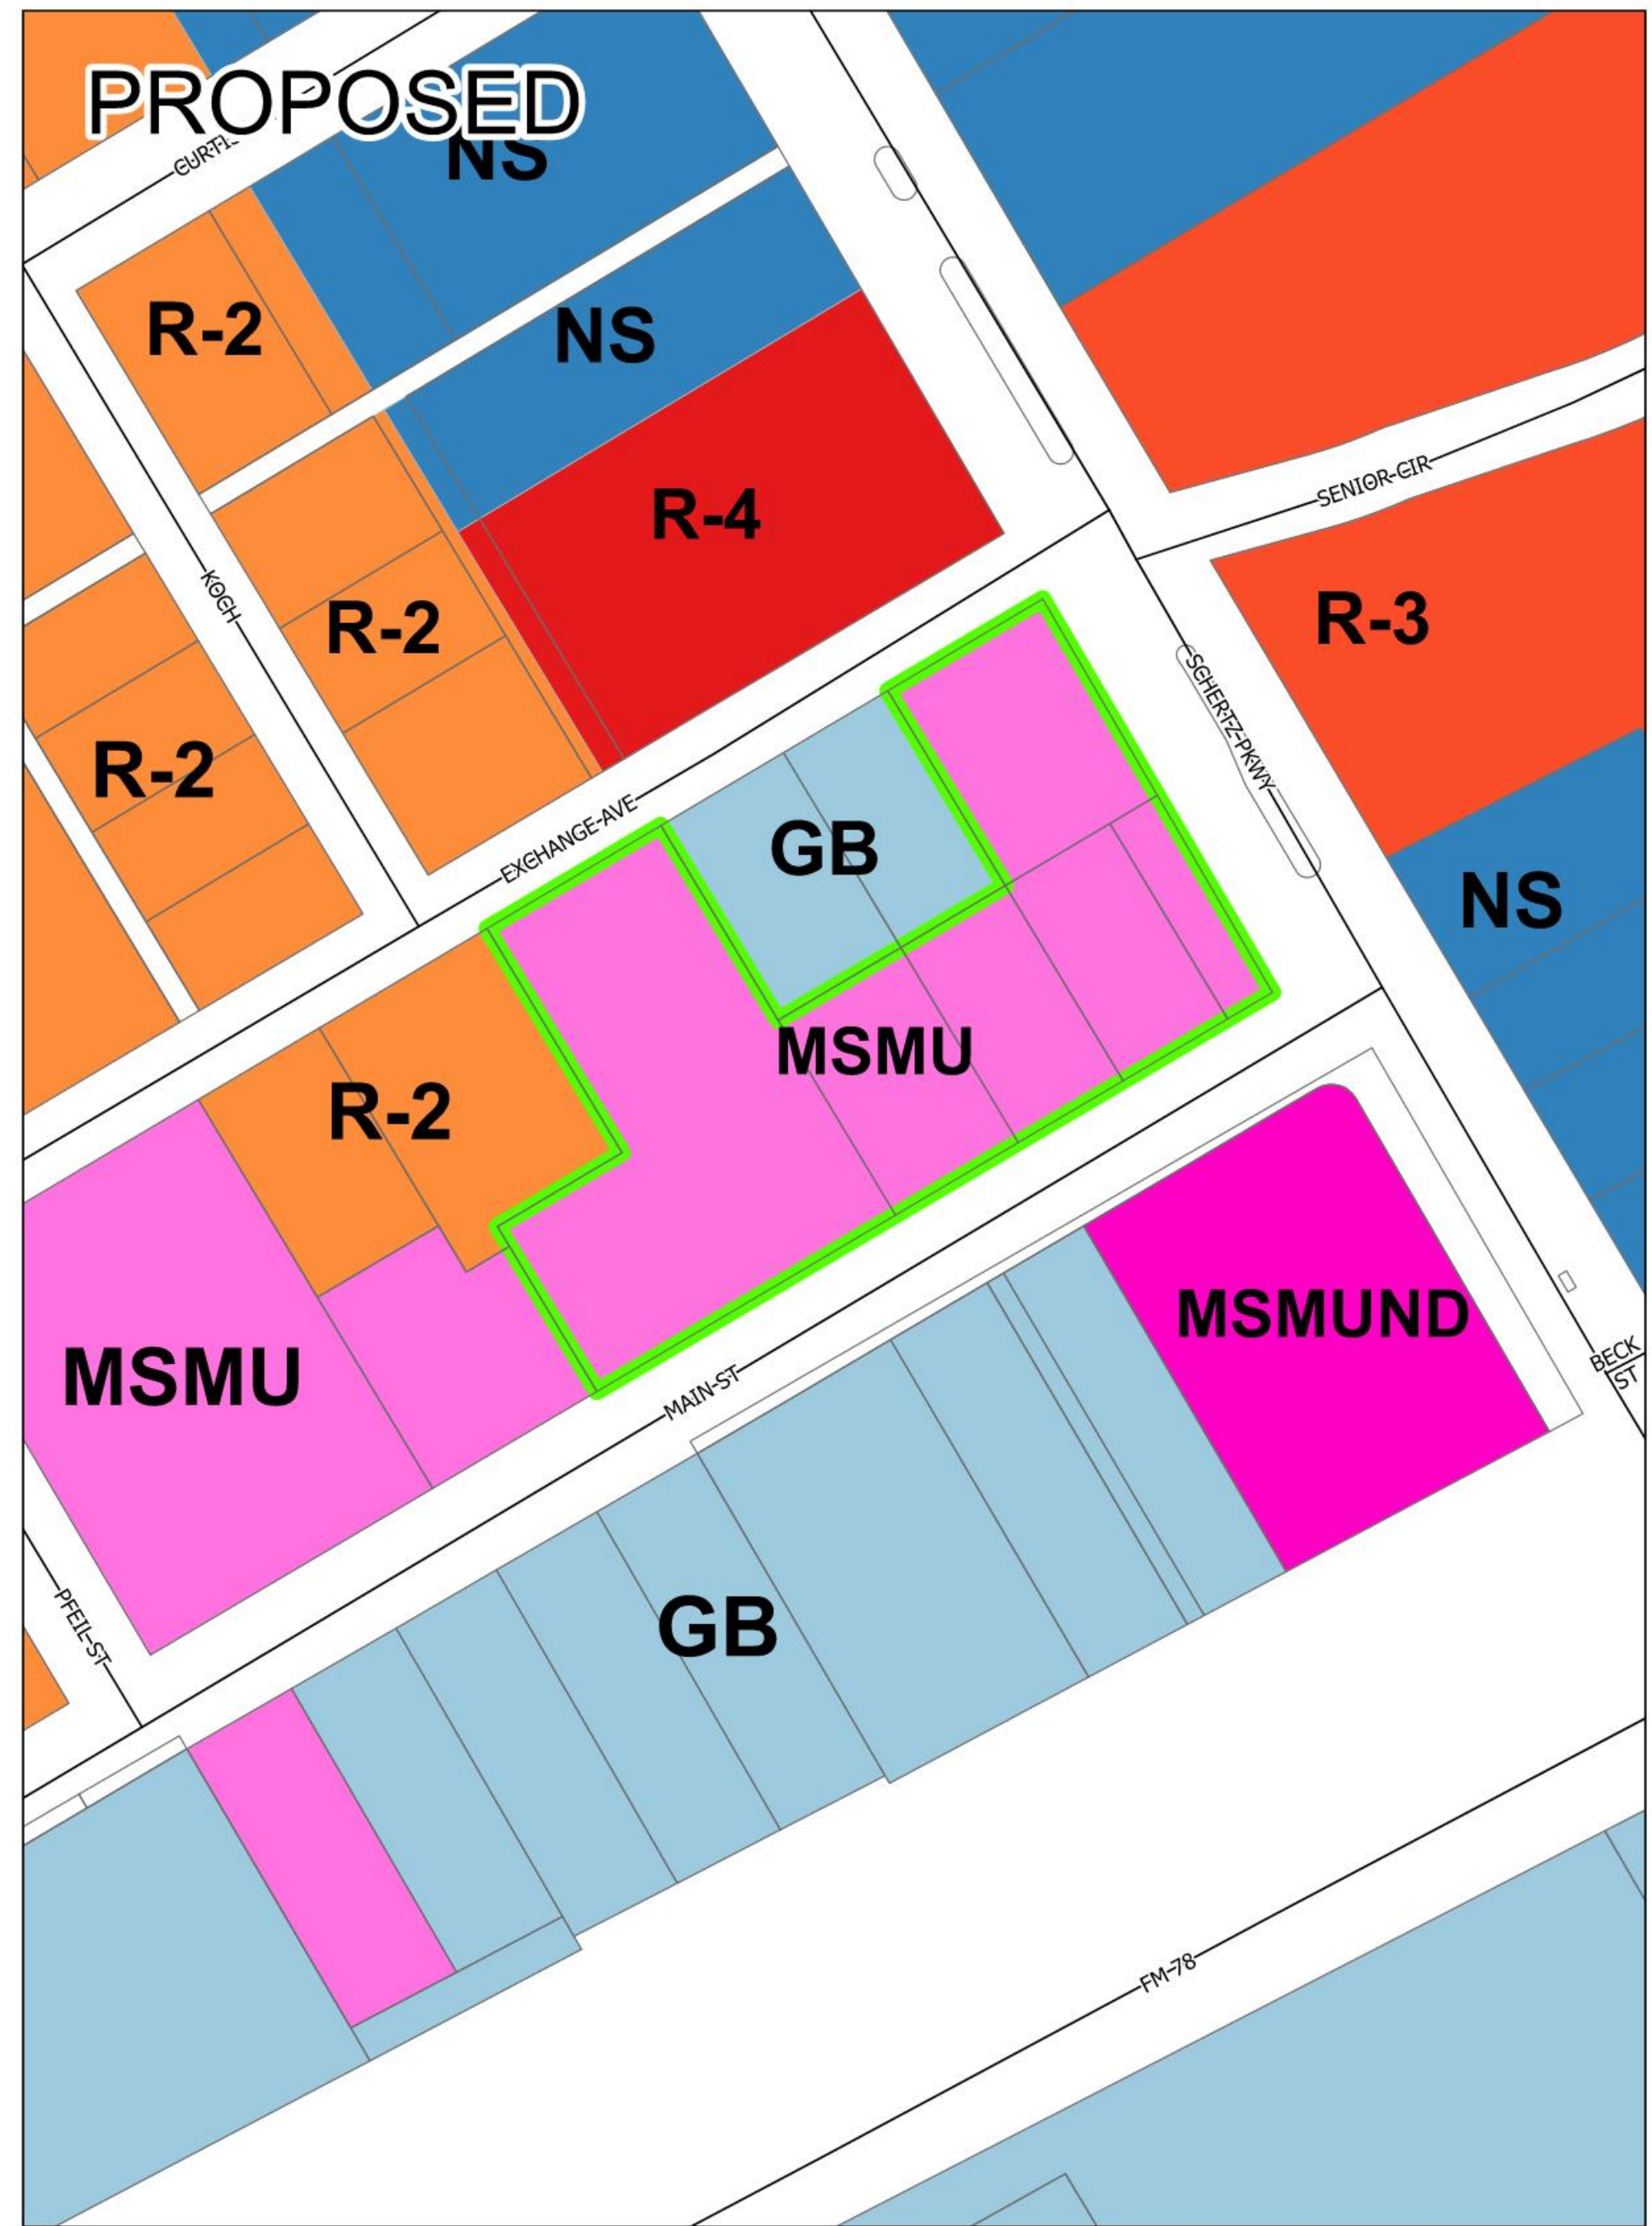 PROPOSED
NS
R-2
NS
R-4
SENIOR-CIR
KOCH
R-2
R-3
SCHERTZ-PKWY
R-2
EXCHANGE-AVE
GB
NS
MSMU
R-2
MSMUND
MSMU
MAIN-ST
BECK
ST
PFEIL-ST
GB
FM-78